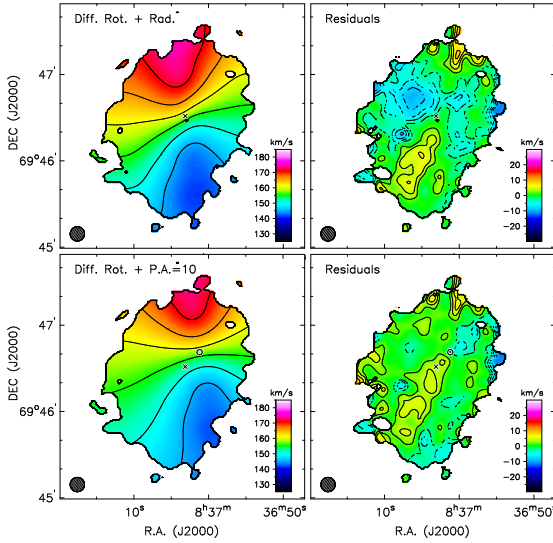 Diff. Rot. + Rad.
Residuals
DEC (J2000)
47'
69°46'
45'
km/s
180
170
160
150
140
130
km/s
20
10
0
−10
−20
Diff. Rot. + P.A.=10
Residuals
DEC (J2000)
47'
69°46'
45'
km/s
180
170
160
150
140
130
km/s
20
10
0
−10
−20
10s 8h37m 36m50s
10s 8h37m 36m50s
R.A. (J2000)
R.A. (J2000)